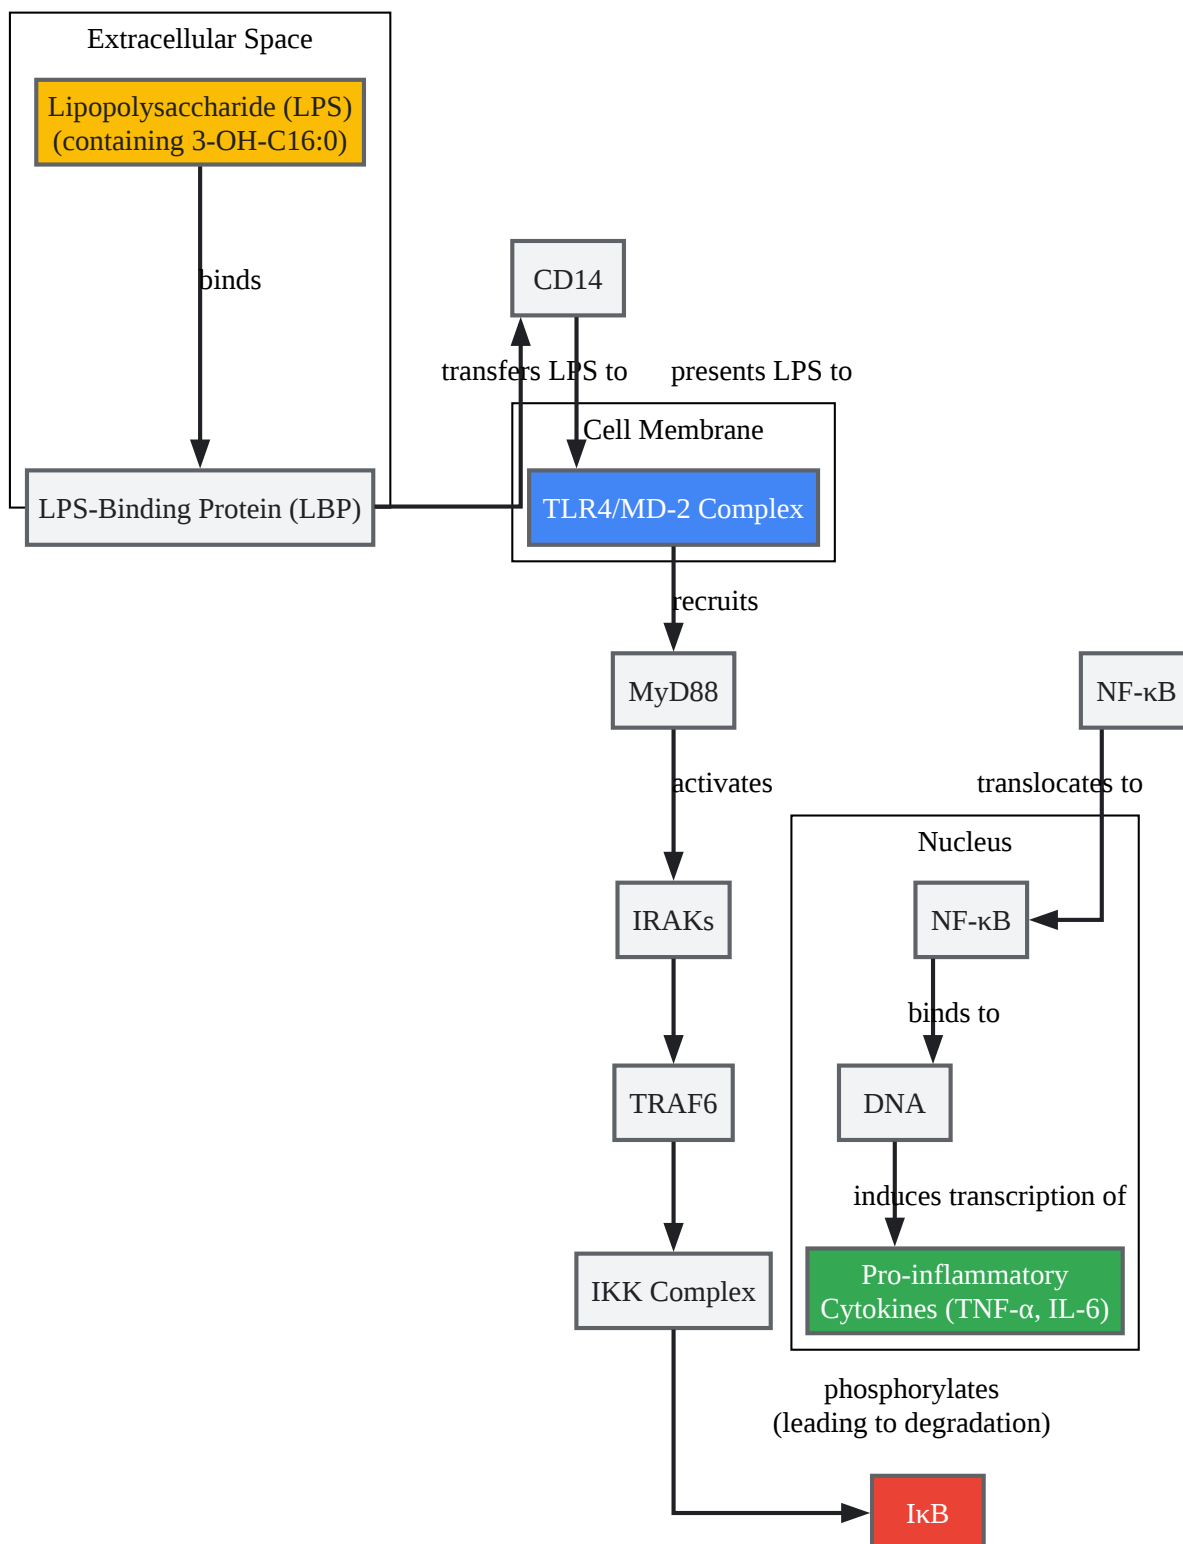 Extracellular Space
Lipopolysaccharide (LPS)
(containing 3-OH-C16:0)
binds
CD14
transfers LPS to
presents LPS to
Cell Membrane
LPS-Binding Protein (LBP)
TLR4/MD-2 Complex
recruits
MyD88
NF-κB
activates
translocates to
Nucleus
IRAKs
NF-κB
binds to
TRAF6
DNA
induces transcription of
IKK Complex
Pro-inflammatory
Cytokines (TNF-α, IL-6)
phosphorylates
(leading to degradation)
IκB